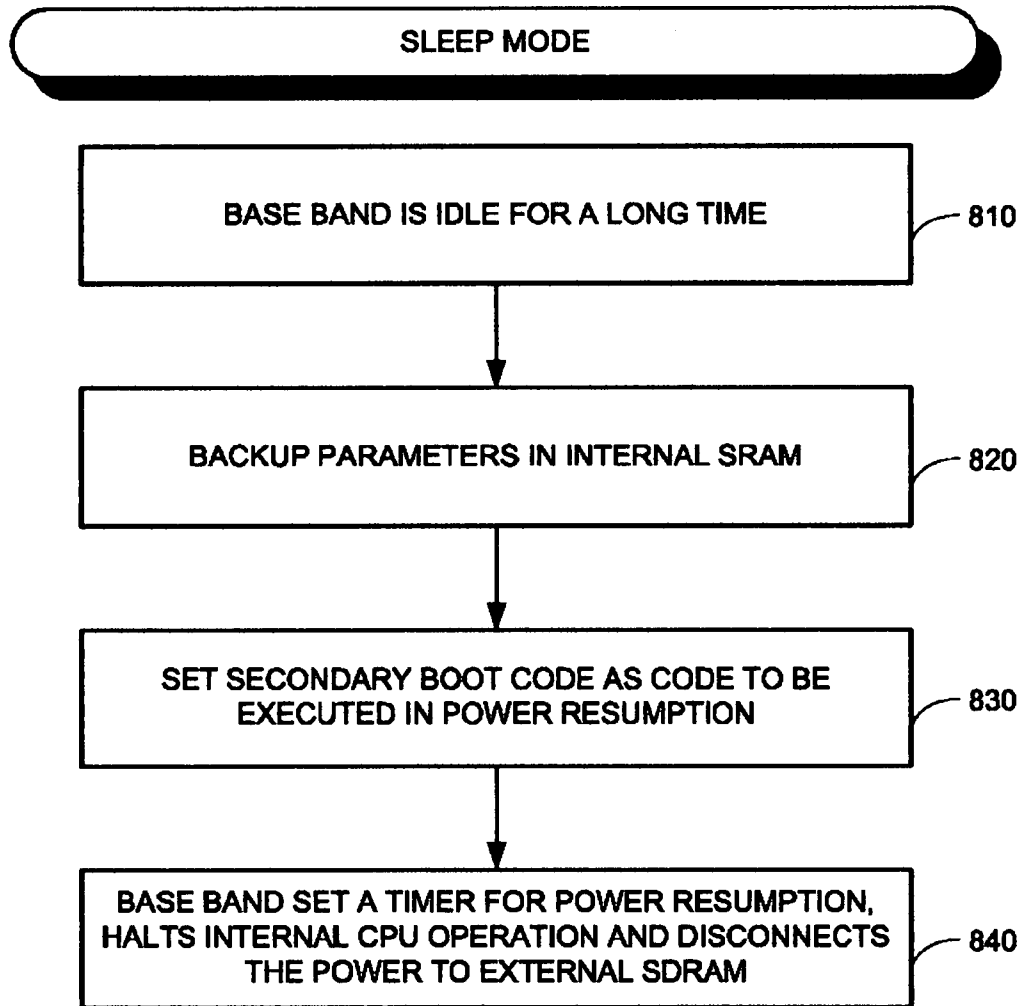 SLEEP MODE
BASE BAND IS IDLE FOR A LONG TIME
810
BACKUP PARAMETERS IN INTERNAL SRAM
820
SET SECONDARY BOOT CODE AS CODE TO BE
EXECUTED IN POWER RESUMPTION
830
BASE BAND SET A TIMER FOR POWER RESUMPTION,
HALTS INTERNAL CPU OPERATION AND DISCONNECTS
THE POWER TO EXTERNAL SDRAM
840